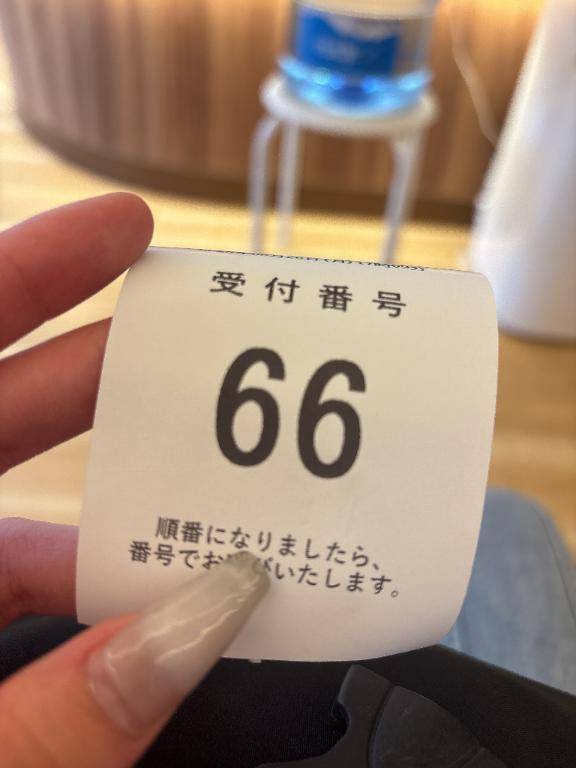 受付番号
66
順番になりましたら、
番号でお びいたします。